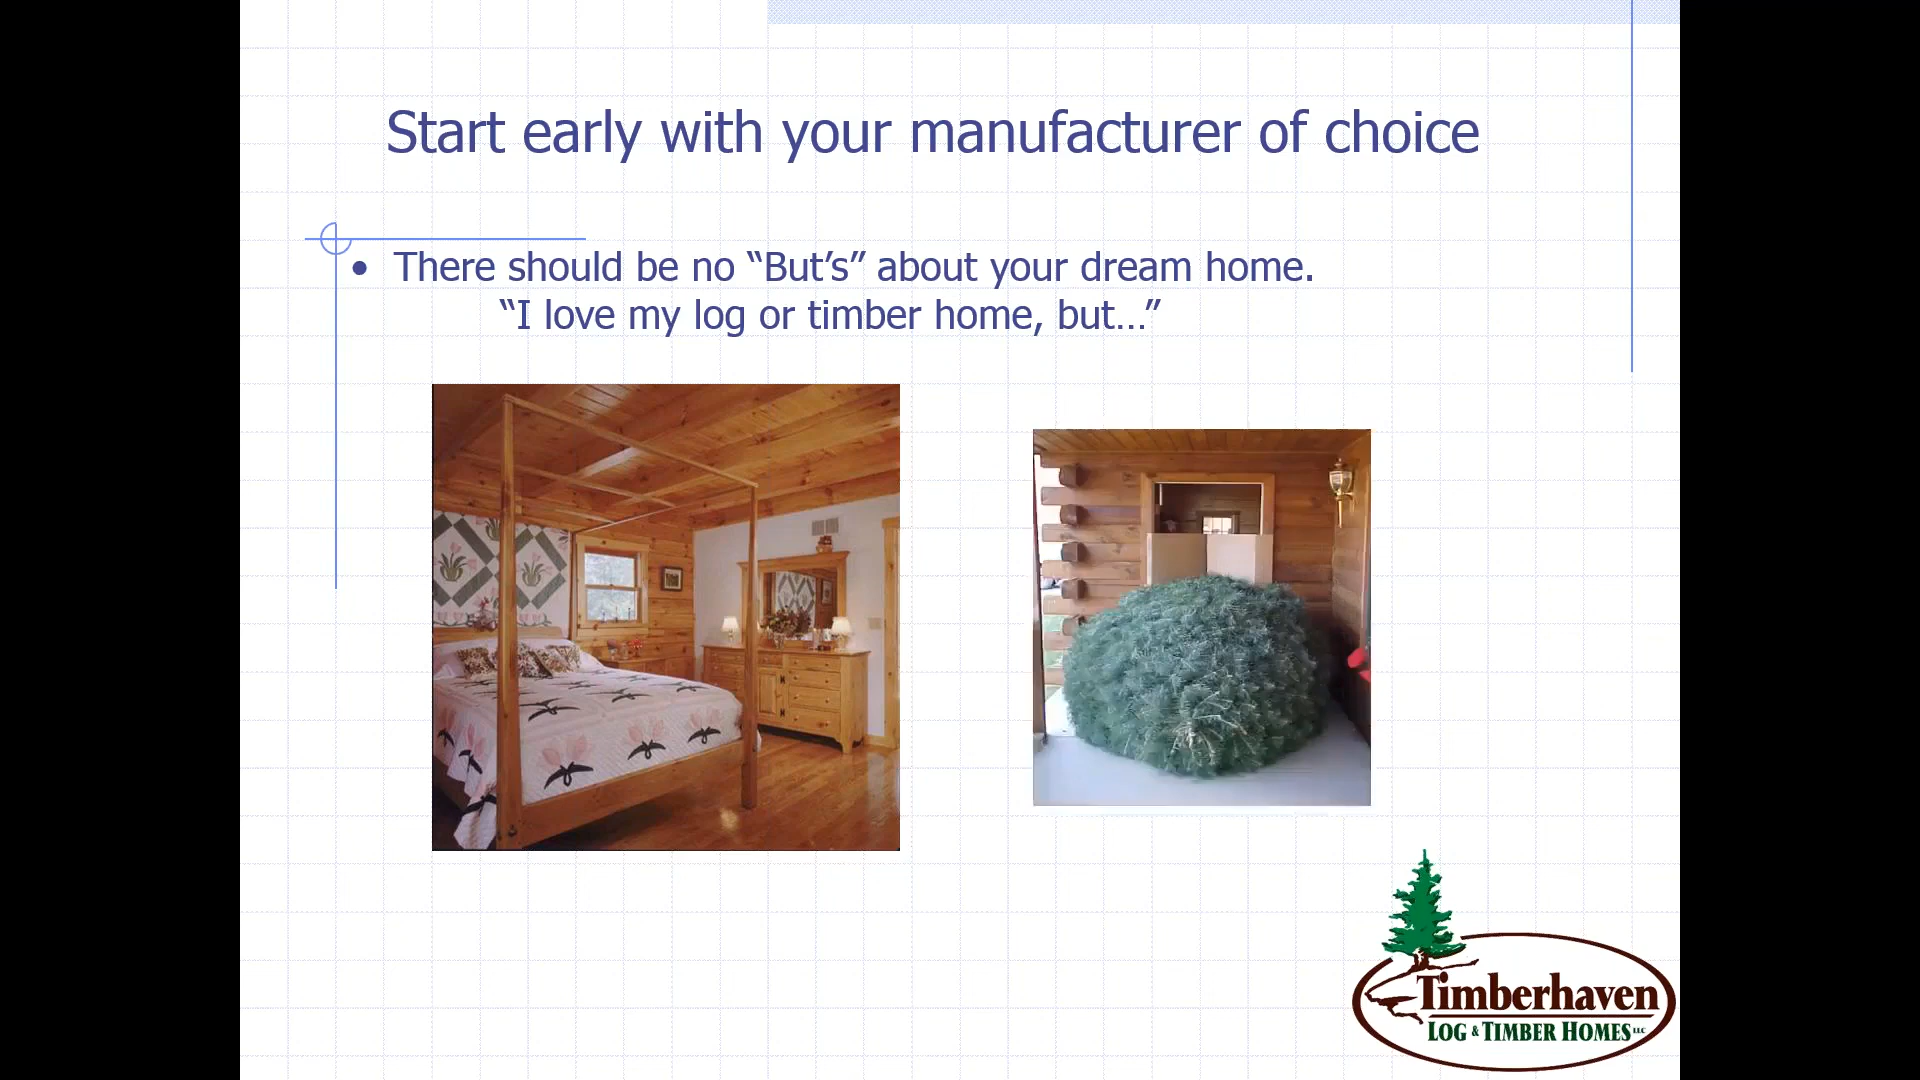 Start early with your manufacturer of choice
• There should be no “But’s” about your dream home.
“I love my log or timber home, but…”
Timberhaven
LOG & TIMBER HOMES LLC